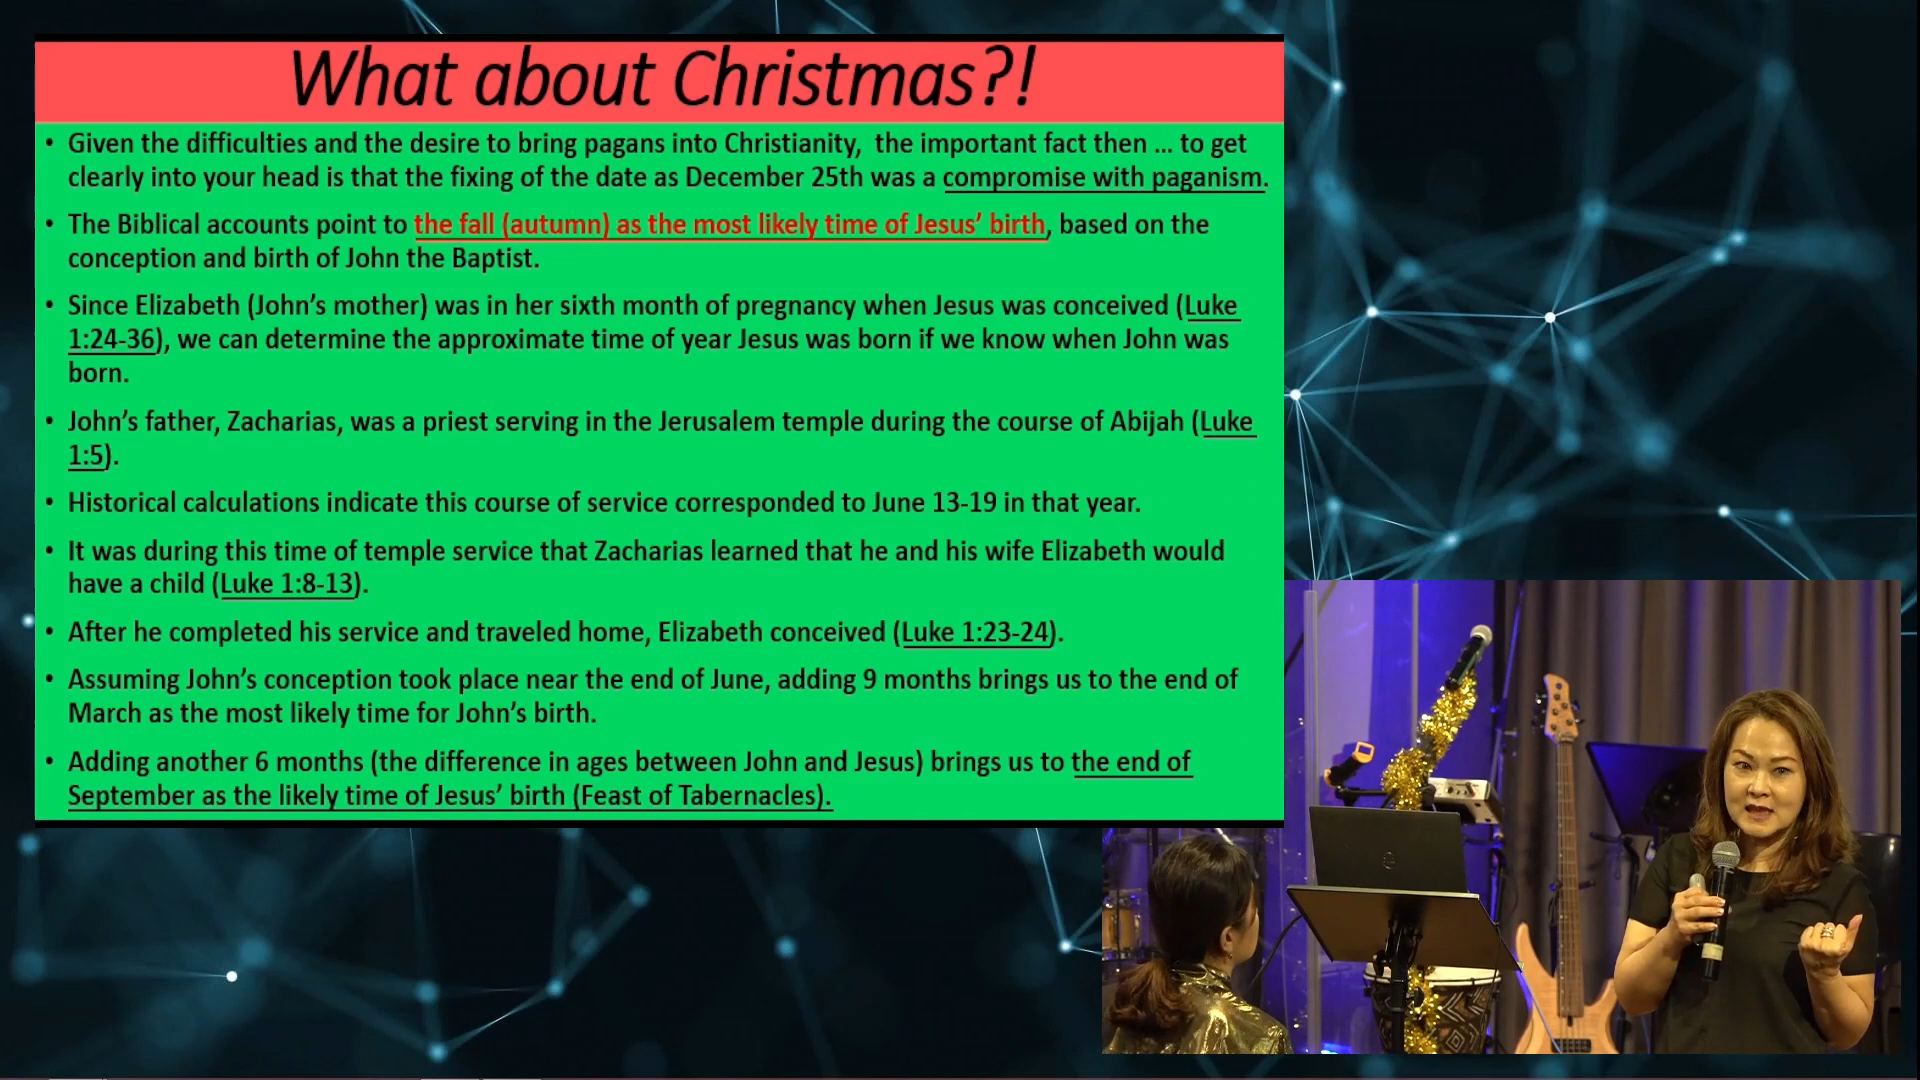 What about Christmas?!
• Given the difficulties and the desire to bring pagans into Christianity,  the important fact then ... to get
clearly into your head is that the fixing of the date as December 25th was a compromise with paganism.
• The Biblical accounts point to the fall (autumn) as the most likely time of Jesus’ birth, based on the
conception and birth of John the Baptist.
• Since Elizabeth (John’s mother) was in her sixth month of pregnancy when Jesus was conceived (Luke
1:24-36), we can determine the approximate time of year Jesus was born if we know when John was
born.
• John’s father, Zacharias, was a priest serving in the Jerusalem temple during the course of Abijah (Luke
1:5).
• Historical calculations indicate this course of service corresponded to June 13-19 in that year.
• It was during this time of temple service that Zacharias learned that he and his wife Elizabeth would
have a child (Luke 1:8-13).
• After he completed his service and traveled home, Elizabeth conceived (Luke 1:23-24).
• Assuming John’s conception took place near the end of June, adding 9 months brings us to the end of
March as the most likely time for John’s birth.
• Adding another 6 months (the difference in ages between John and Jesus) brings us to the end of
September as the likely time of Jesus’ birth (Feast of Tabernacles).